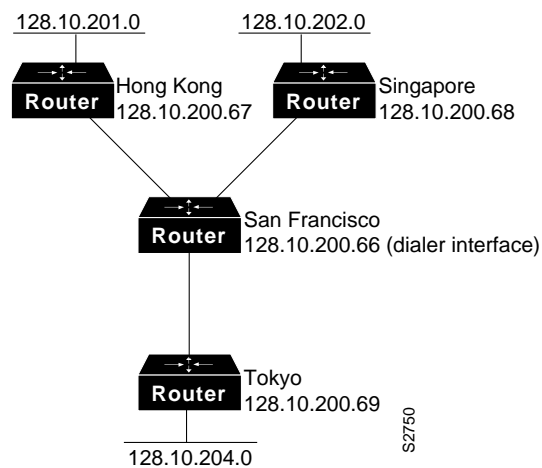 128.10.201.0
128.10.202.0
Router
Hong Kong
128.10.200.67
Router
Singapore
128.10.200.68
Router
San Francisco
128.10.200.66 (dialer interface)
Router
Tokyo
128.10.200.69
128.10.204.0
S2750